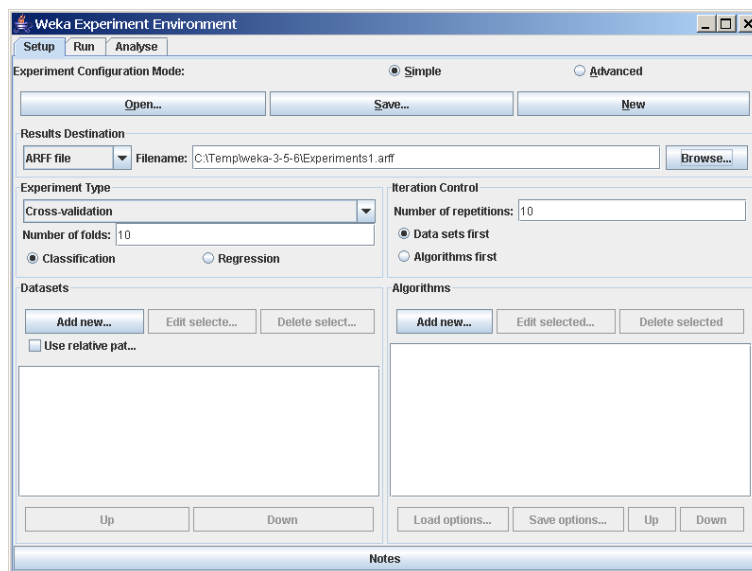 Weka Experiment Environment
Setup Run Analyse
Experiment Configuration Mode: Simple Advanced
Open... Save... New
Results Destination
ARFF file Filename: C:\Temp\weka-3-5-6\Experiments1.arff Browse...
Experiment Type
Cross-validation
Number of folds: 10
Classification Regression
Iteration Control
Number of repetitions: 10
Data sets first
Algorithms first
Datasets
Add new... Edit selecte... Delete select...
Use relative pat...
Up Down
Algorithms
Add new... Edit selected... Delete selected
Load options... Save options... Up Down
Notes